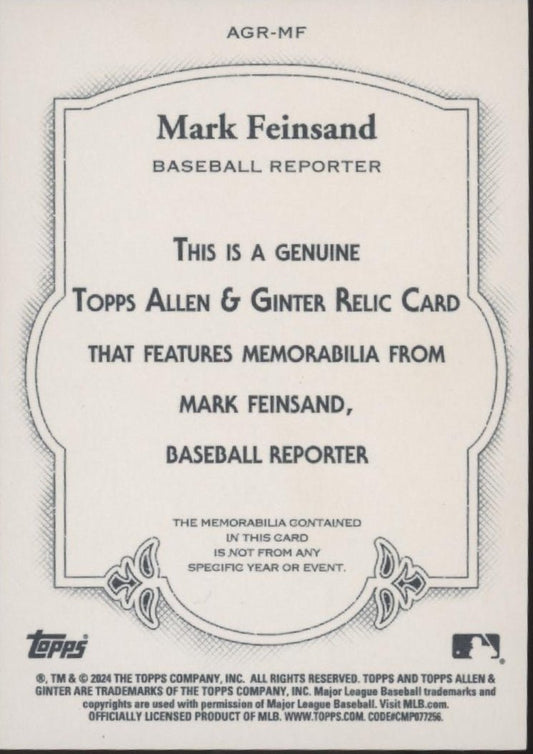 AGR-MF
Mark Feinsand
BASEBALL REPORTER
THIS IS A GENUINE
TOPPS ALLEN & GINTER RELIC CARD
THAT FEATURES MEMORABILIA FROM
MARK FEINSAND,
BASEBALL REPORTER
THE MEMORABILIA CONTAINED
IN THIS CARD
IS NOT FROM ANY
SPECIFIC YEAR OR EVENT.
Topps
®, TM & © 2024 THE TOPPS COMPANY, INC. ALL RIGHTS RESERVED. TOPPS AND TOPPS ALLEN &
GINTER ARE TRADEMARKS OF THE TOPPS COMPANY, INC. Major League Baseball trademarks and
copyrights are used with permission of Major League Baseball. Visit MLB.com.
OFFICIALLY LICENSED PRODUCT OF MLB. WWW.TOPPS.COM. CODE#CMP077256.